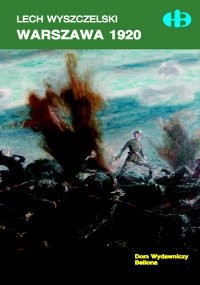 LECH WYSZCZELSKI
WARSZAWA 1920
Dom Wydawniczy
Bellona